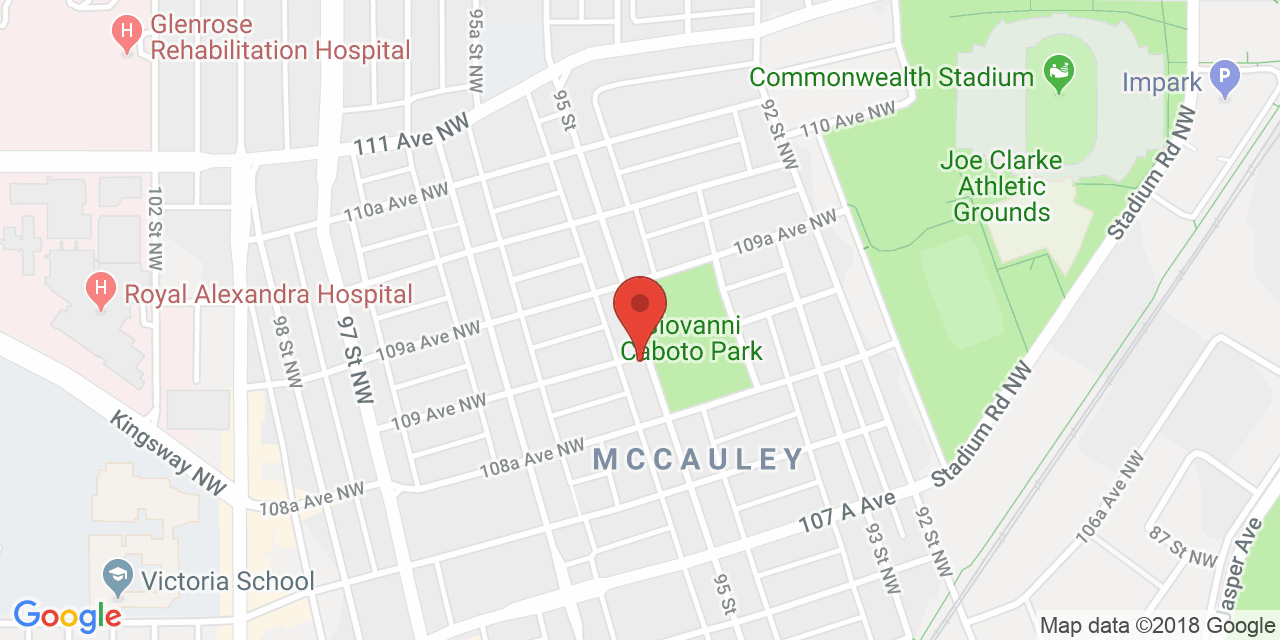 Glenrose
Rehabilitation Hospital
95a St NW
Commonwealth Stadium
Impark
P
H
111 Ave NW
95 St
92 St NW
110 Ave NW
Joe Clarke
Athletic
Grounds
Stadium Rd NW
102 St NW
110a Ave NW
109a Ave NW
H
Royal Alexandra Hospital
98 St NW
97 St NW
109a Ave NW
Giovanni
Caboto Park
109 Ave NW
Stadium Rd NW
Kingsway NW
108a Ave NW
MCCAULEY
108a Ave NW
107 A Ave
106a Ave NW
87 St NW
Jasper Ave
92 St NW
93 St NW
95 St
Victoria School
Google
Map data ©2018 Google